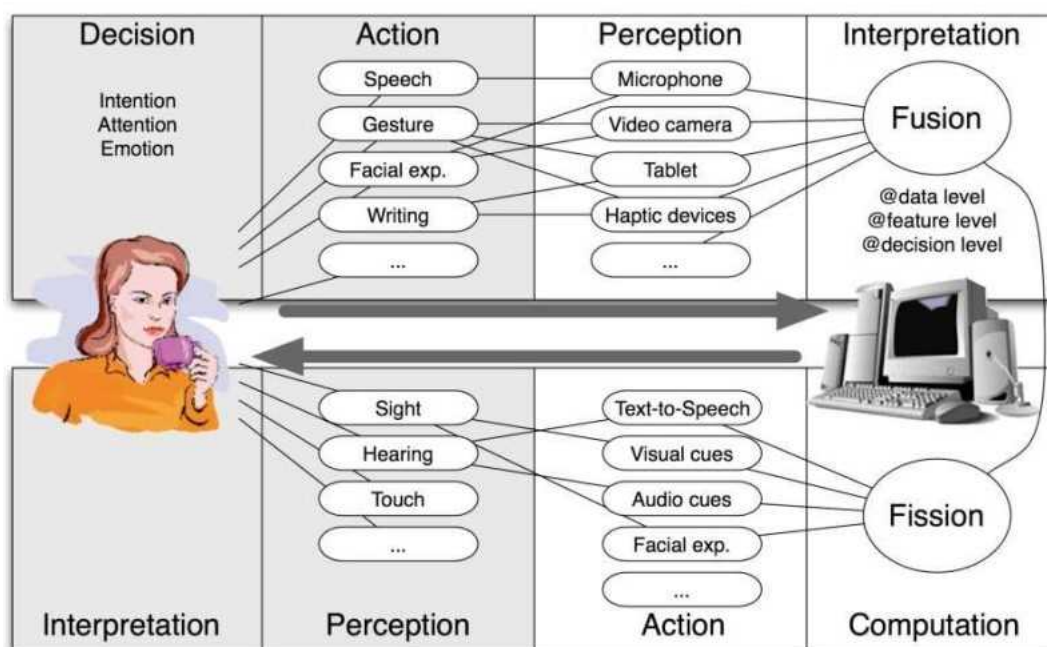 Decision
Action
Perception
Interpretation
Intention
Attention
Emotion
Speech
Gesture
Facial exp.
Writing
...
Microphone
Video camera
Tablet
Haptic devices
...
Fusion
@data level
@feature level
@decision level
Sight
Hearing
Touch
...
Text-to-Speech
Visual cues
Audio cues
Facial exp.
...
Fission
Interpretation
Perception
Action
Computation